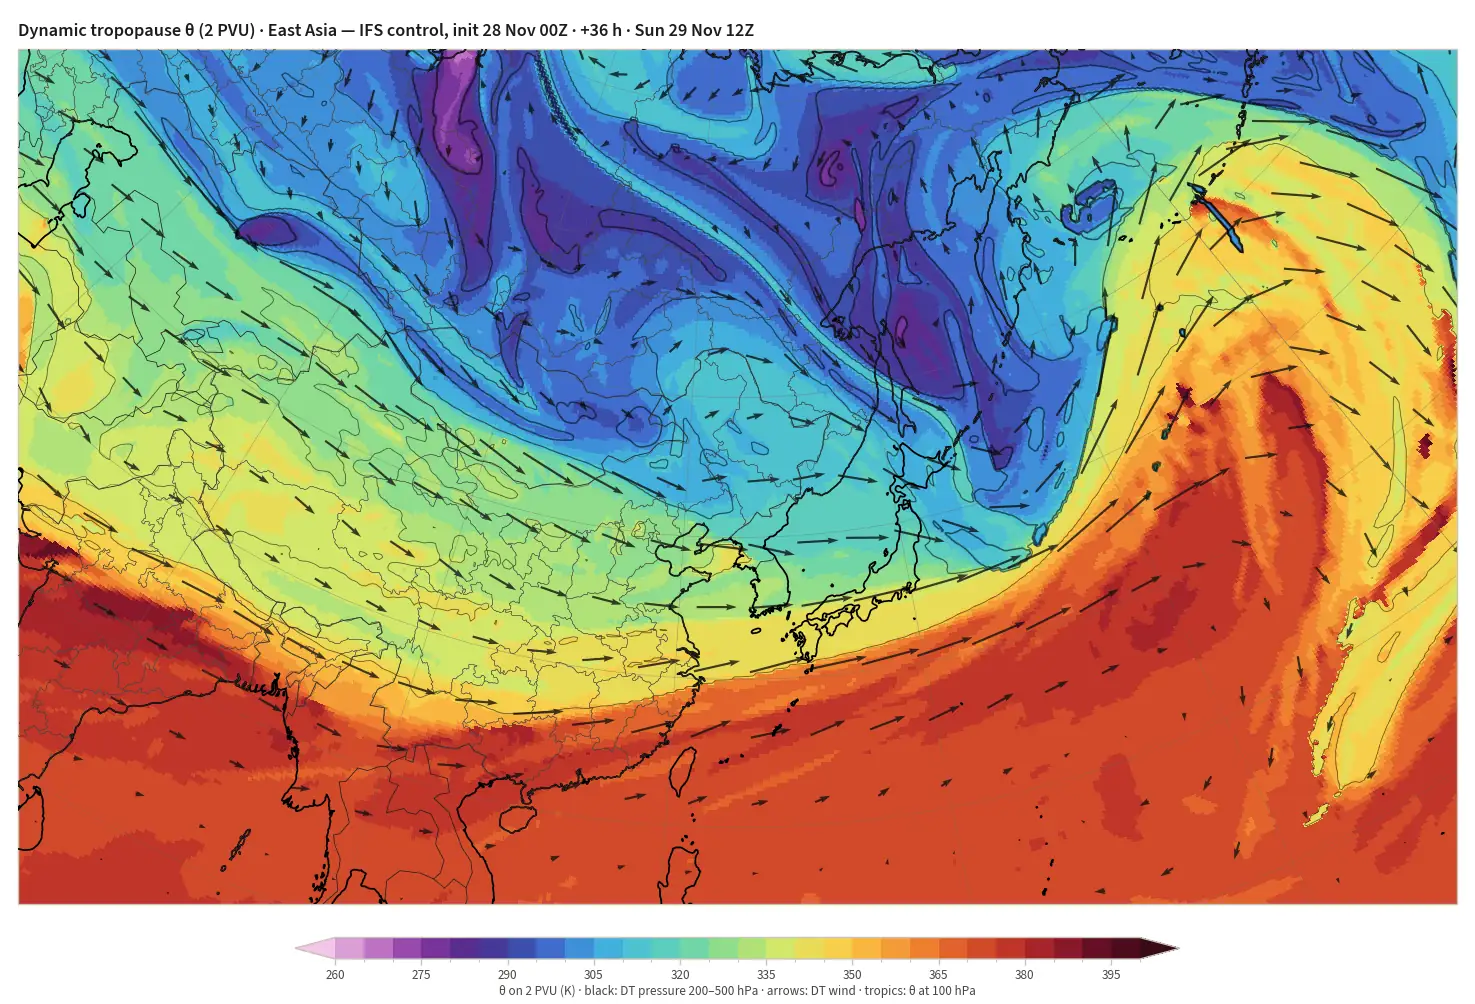 Dynamic tropopause θ (2 PVU) · East Asia — IFS control, init 28 Nov 00Z · +36 h · Sun 29 Nov 12Z
260 275 290 305 320 335 350 365 380 395
θ on 2 PVU (K) · black: DT pressure 200–500 hPa · arrows: DT wind · tropics: θ at 100 hPa